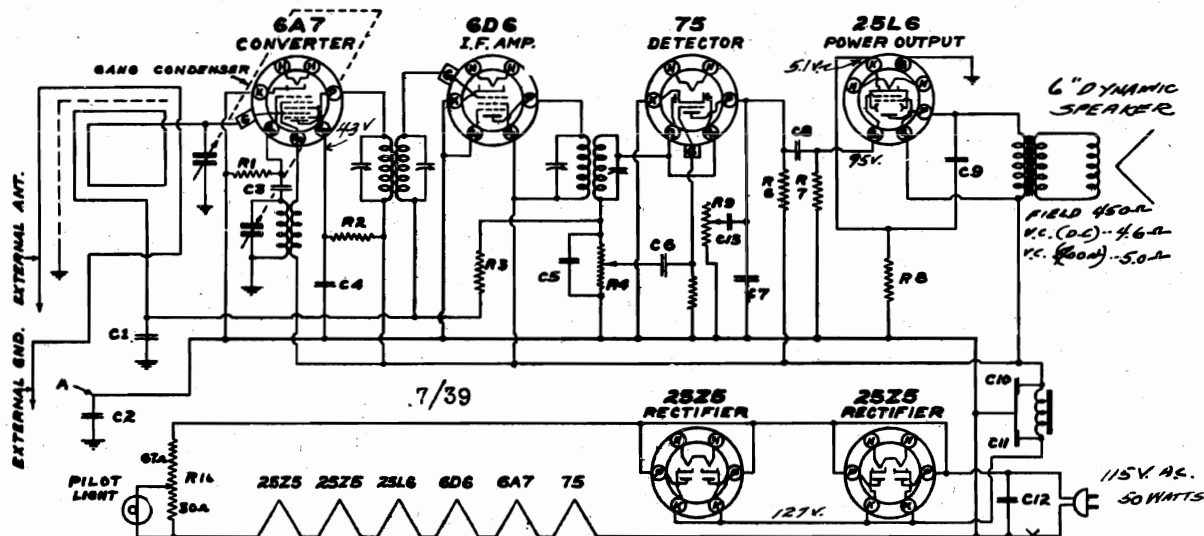 6A7
CONVERTER
6D6
I.F. AMP.
75
DETECTOR
25L6
POWER OUTPUT
GANG CONDENSER
5.1V.
6" DYNAMIC
SPEAKER
43V
R1
C3
R2
C4
R3
C5
R4
C6
R9
C13
C7
C8
R6
R7
95V.
C9
R8
FIELD 450Ω
V.C. (D.C.)--4.6Ω
V.C. (400~)--5.0Ω
EXTERNAL ANT.
EXTERNAL GND.
C1
A
C2
7/39
25Z5
RECTIFIER
25Z5
RECTIFIER
C10
C11
R16
30Ω
PILOT
LIGHT
25Z5 25Z5 25L6 6D6 6A7 75
127V.
C12
115V. AC.
50 WATTS